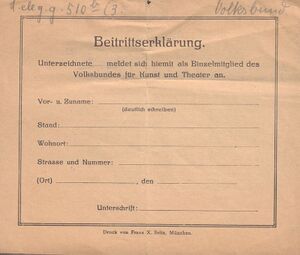 Volksbund
Beitrittserklärung.
Unterzeichnete..... meldet sich hiemit als Einzelmitglied des
Volksbundes für Kunst und Theater an.
Vor- u. Zuname:
(deutlich schreiben)
Stand:
Wohnort:
Strasse und Nummer:
(Ort) , den
Unterschrift:
Druck von Franz X. Seitz, München.